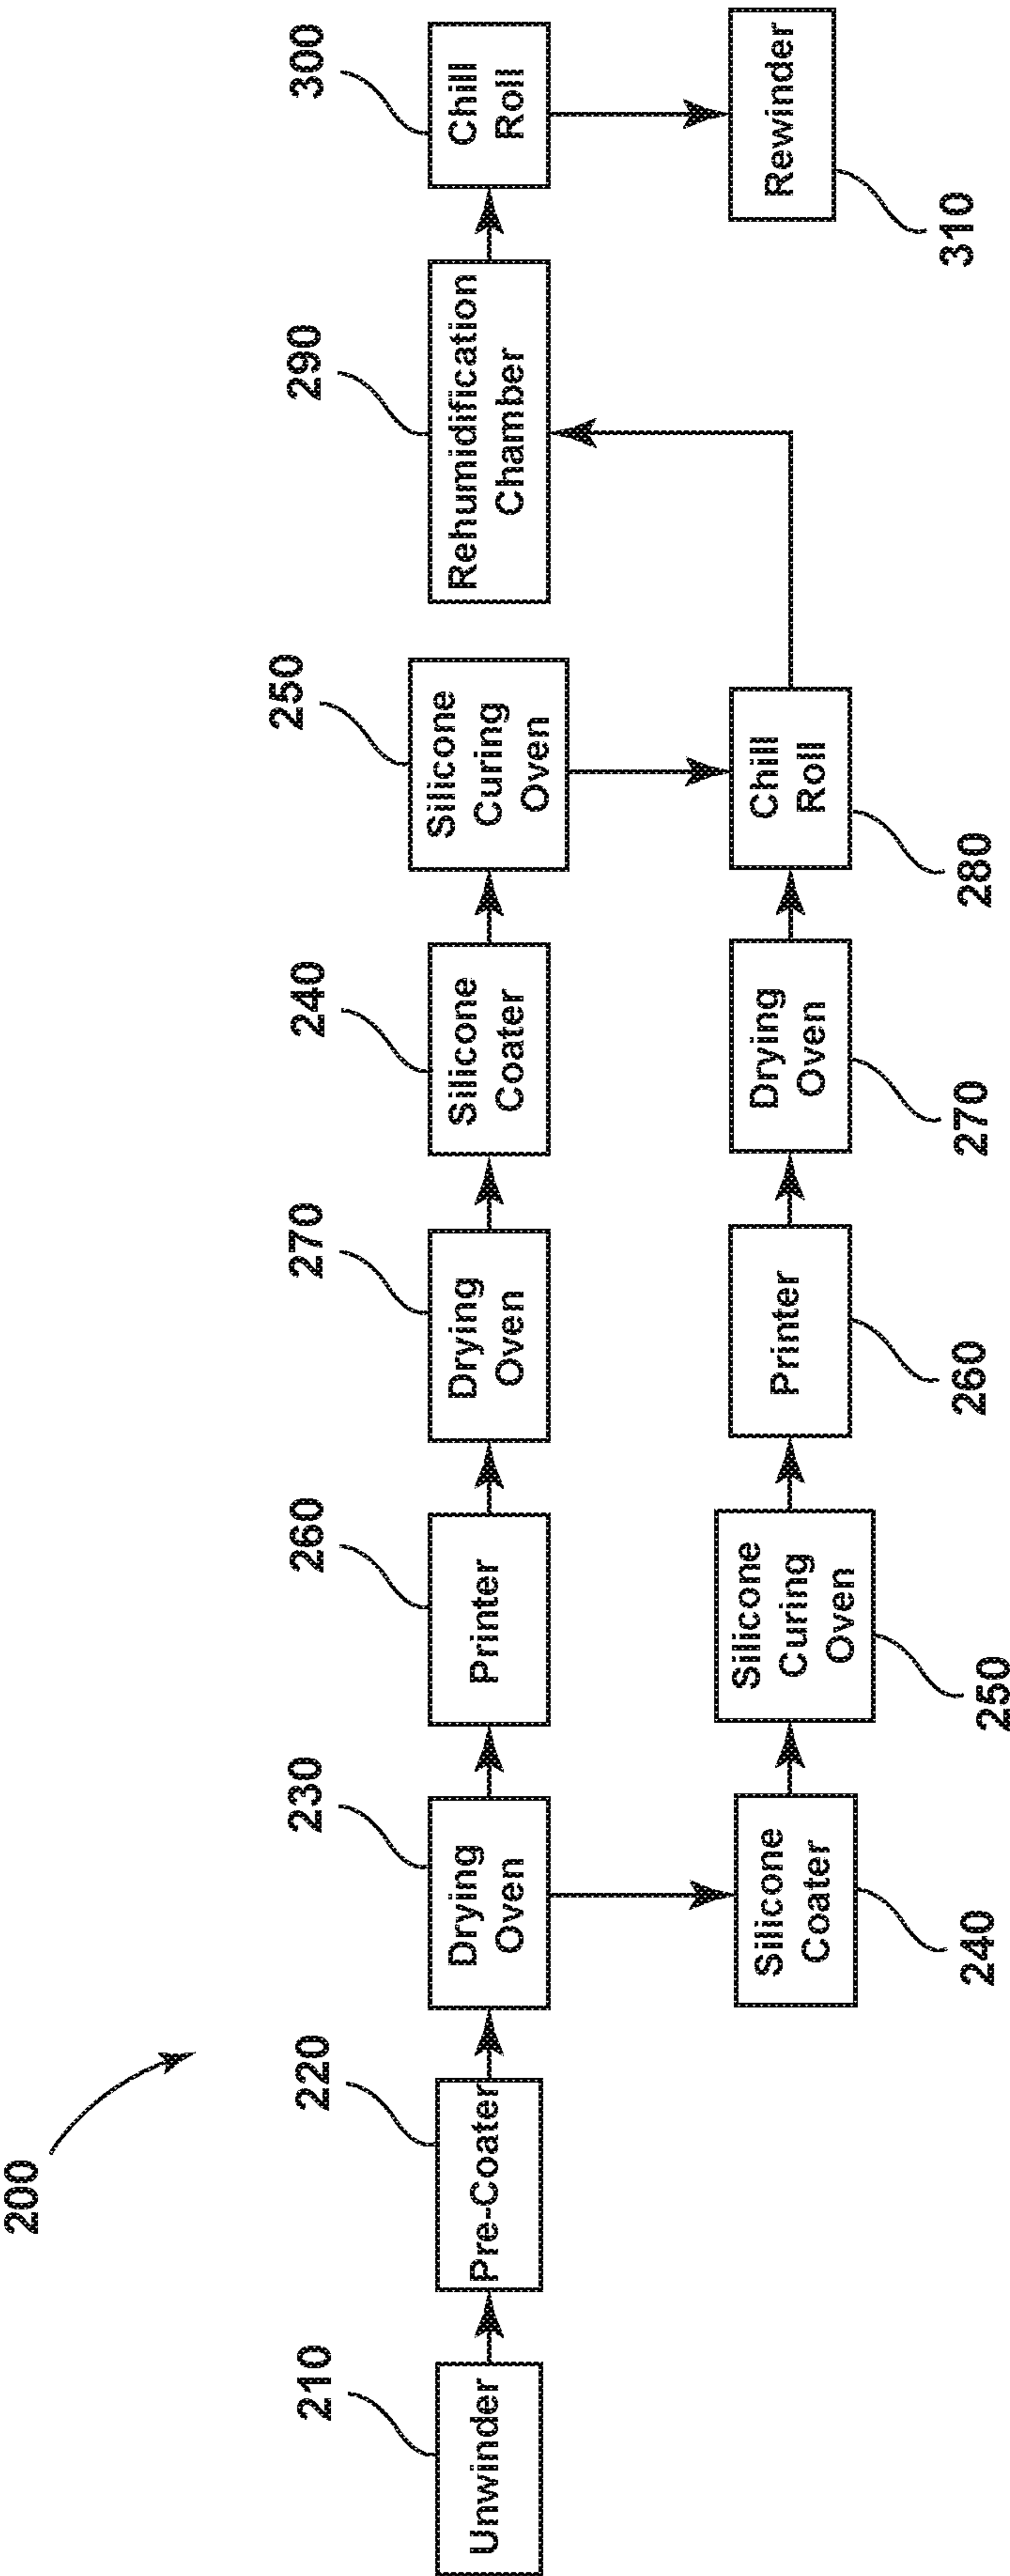 200
210
Unwinder
220
Pre-Coater
230
Drying
Oven
260
Printer
270
Drying
Oven
240
Silicone
Coater
250
Silicone
Curing
Oven
290
Rehumidification
Chamber
300
Chill
Roll
Silicone
Coater
240
Silicone
Curing
Oven
250
Printer
260
Drying
Oven
270
Chill
Roll
280
Rewinder
310